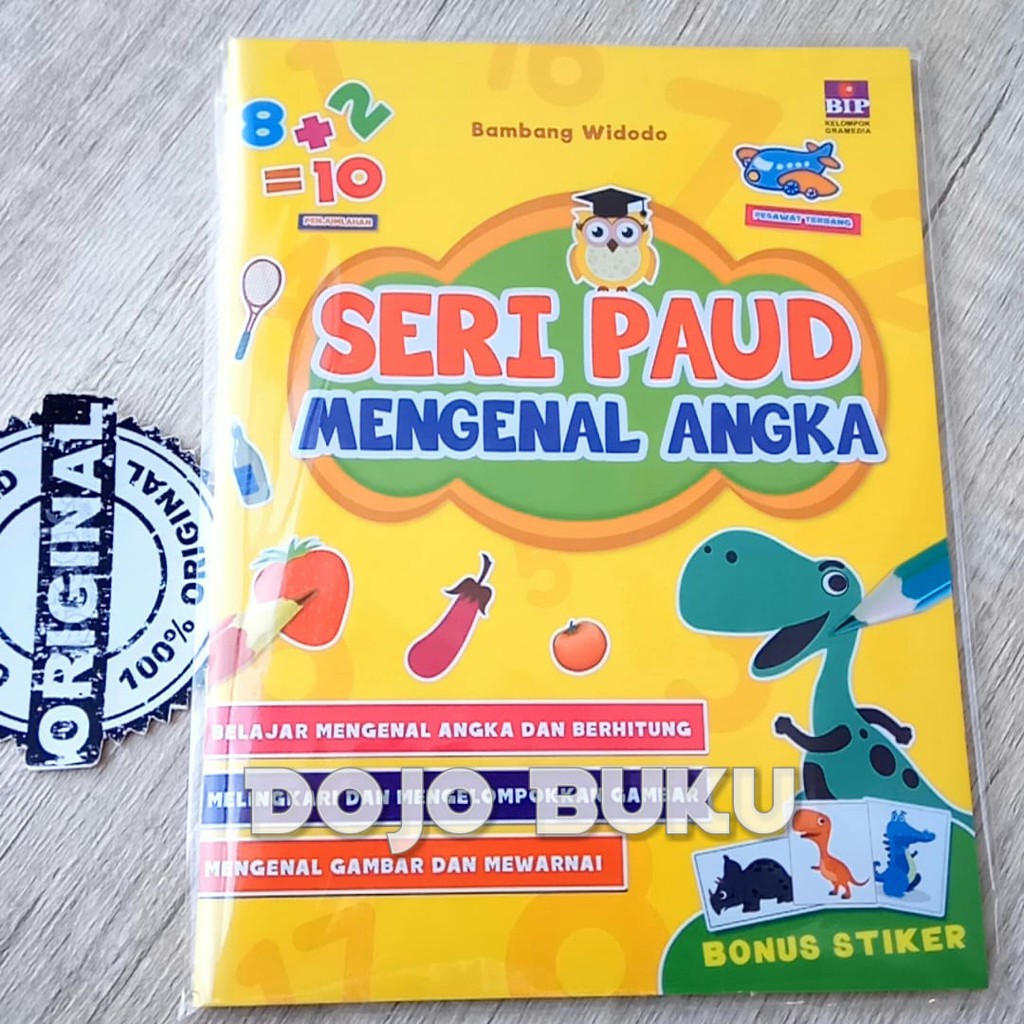 8 + 2
= 10
PENJUMLAHAN
Bambang Widodo
BIP
KELOMPOK
GRAMEDIA
PESAWAT TERBANG
SERI PAUD
MENGENAL ANGKA
ORIGINAL
ORIGINAL
100%
BELAJAR MENGENAL ANGKA DAN BERHITUNG
MELINGKARI DAN MENGELOMPOKKAN GAMBAR
DOJO BUKU
MENGENAL GAMBAR DAN MEWARNAI
BONUS STIKER